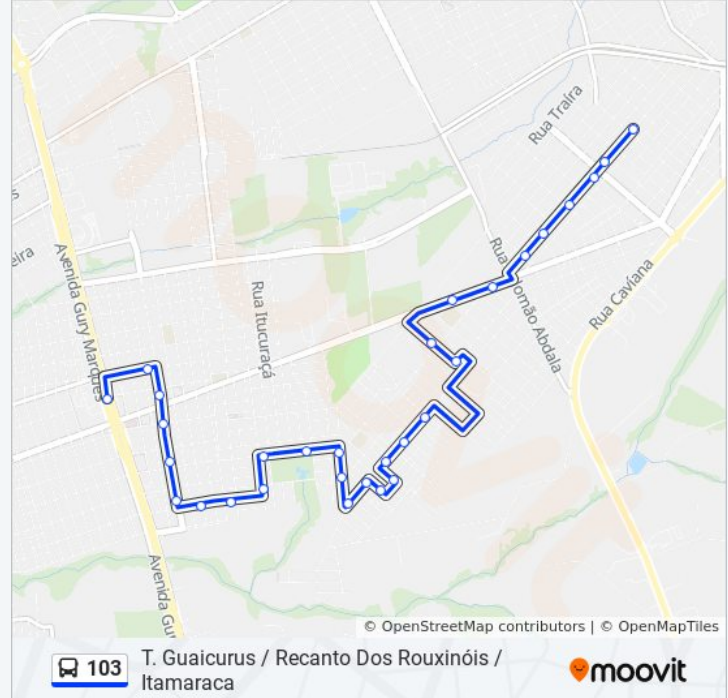 Rua Traíra
eira
Avenida Gury Marques
Rua Itucuraçá
Rua
lomão Abdala
Rua Caviana
Avenida Gu
© OpenStreetMap contributors | © OpenMapTiles
103
T. Guaicurus / Recanto Dos Rouxinóis /
Itamaraca
moovit